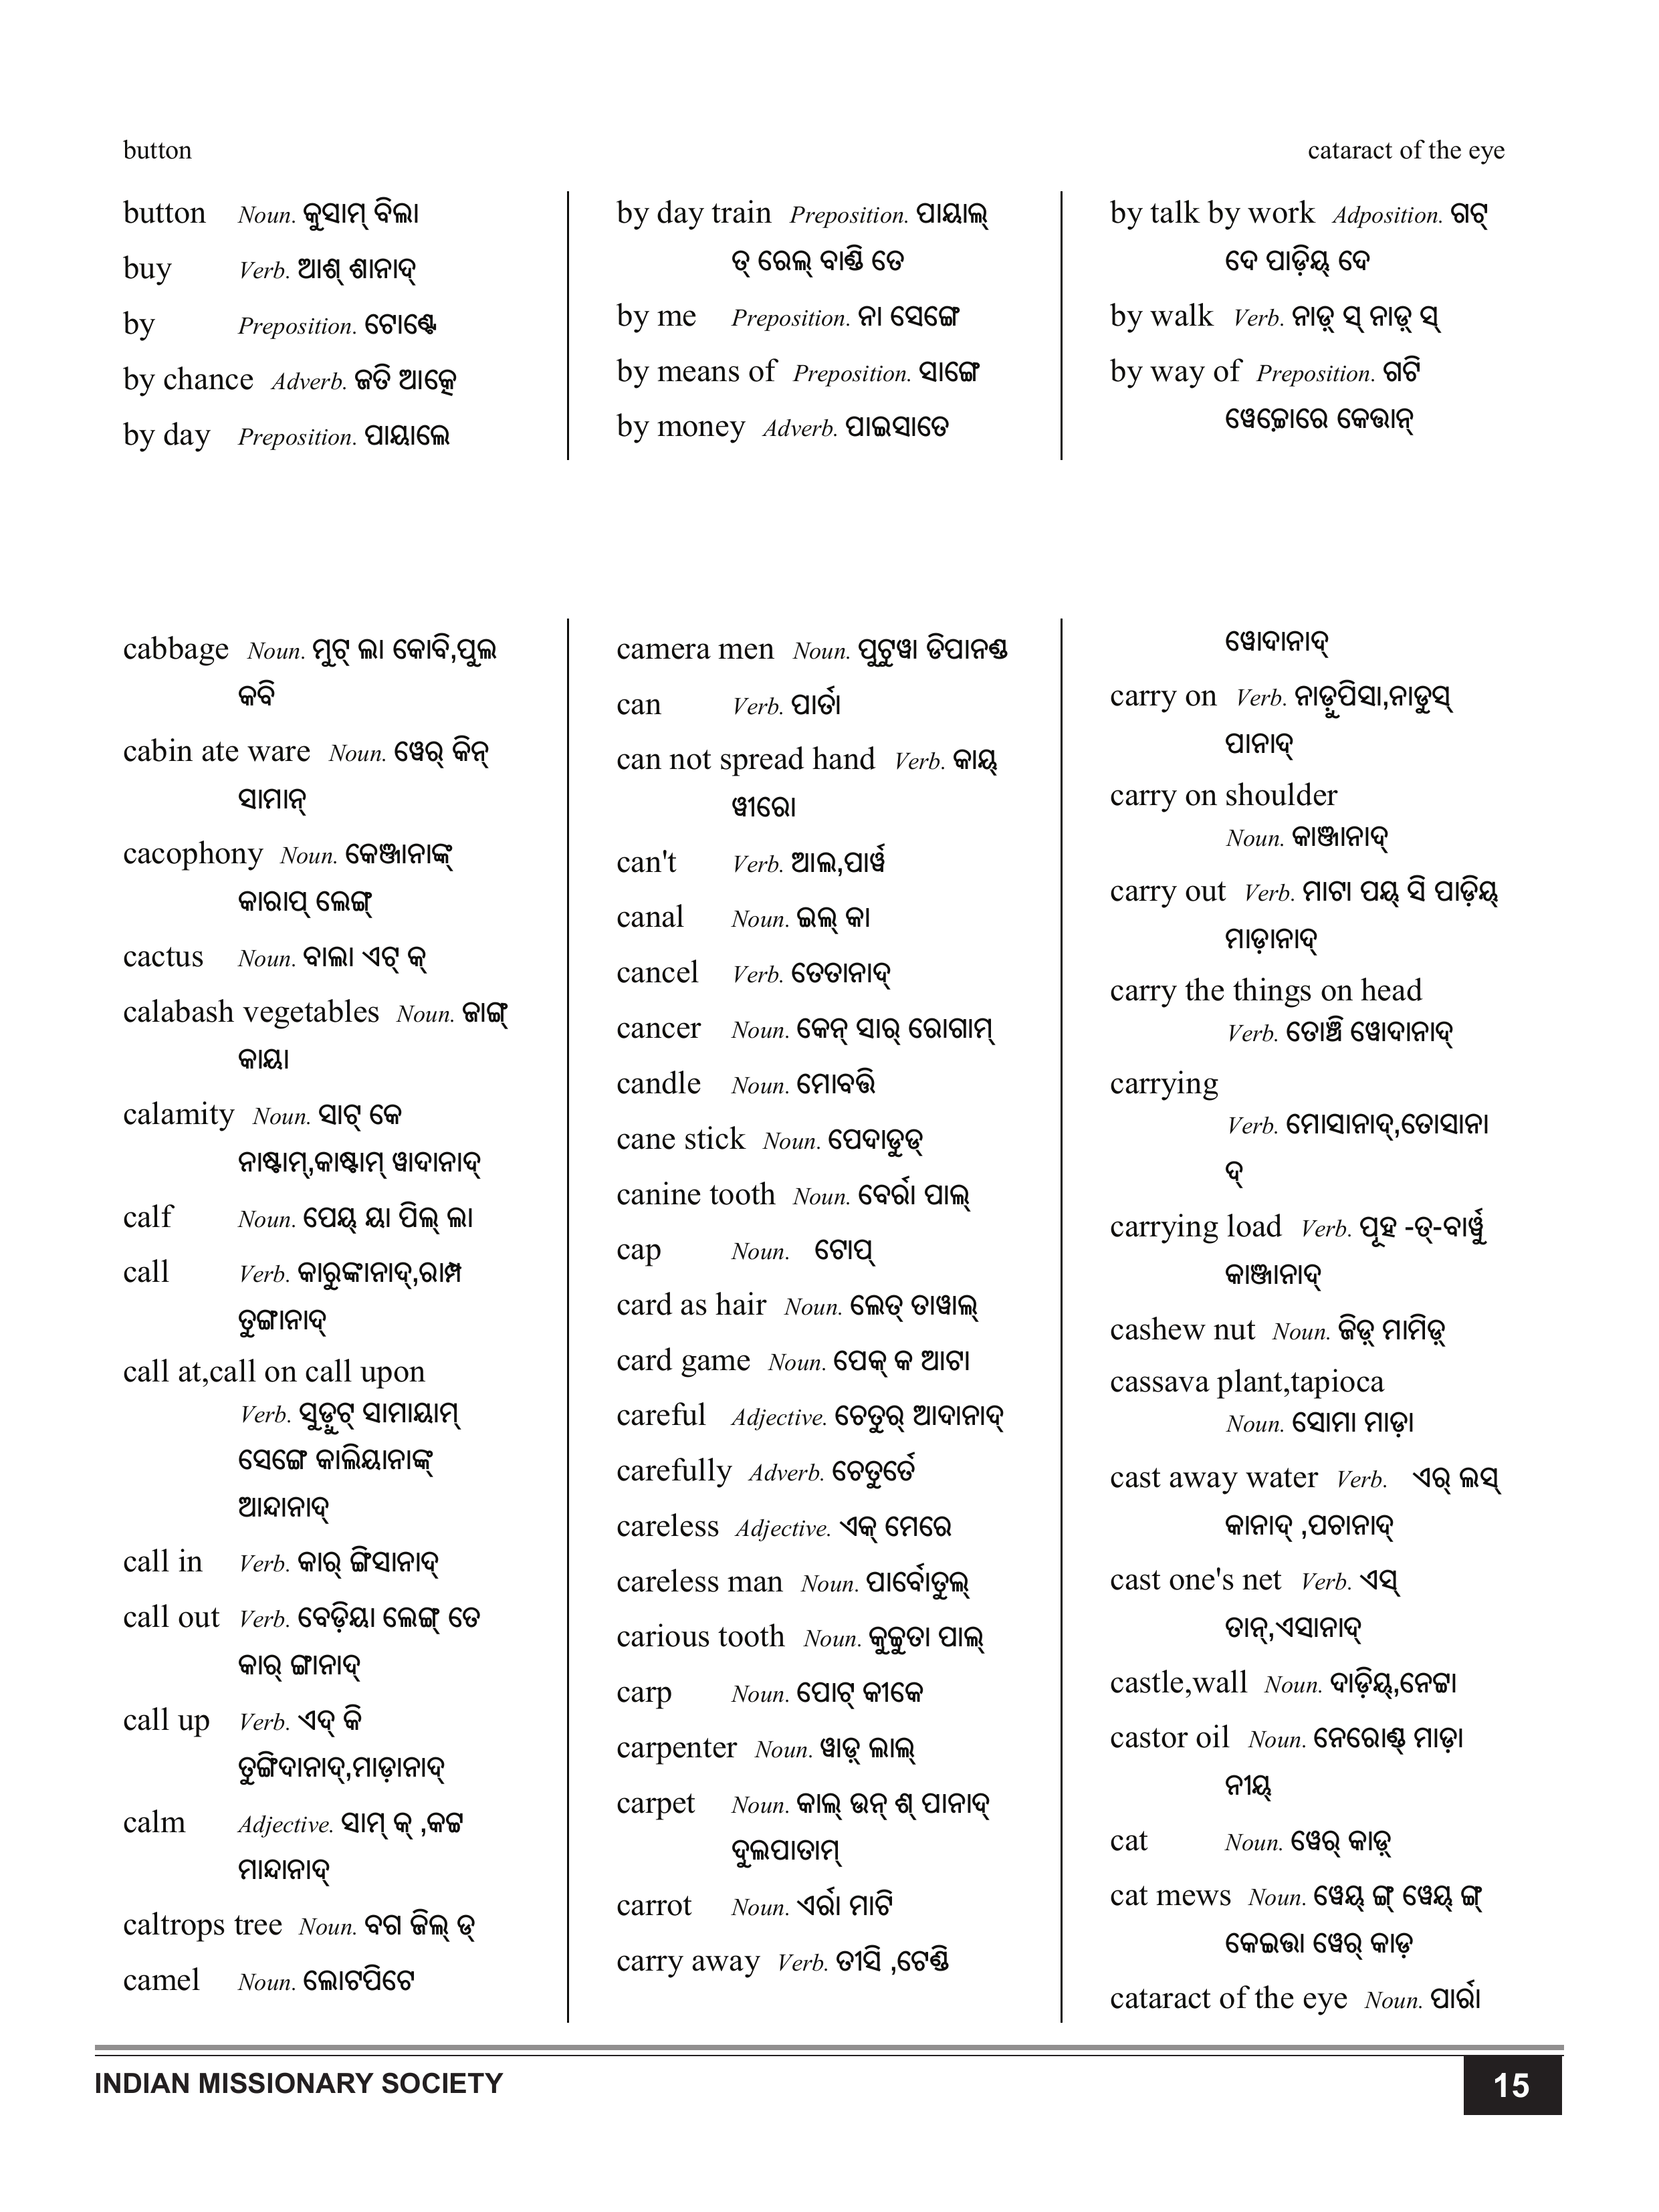 button
cataract of the eye
button Noun. କୁସାମ୍ ବିଲା
buy Verb. ଆଶ୍ ଶାନାଦ୍
by Preposition. ଟୋଣ୍ଟେ
by chance Adverb. ଜତି ଆକ୍ତେ
by day Preposition. ପାୟାଲେ
by day train Preposition. ପାୟାଲ୍
ତ୍ ରେଲ୍ ବାଣ୍ଡି ତେ
by me Preposition. ନା ସେଙ୍ଗେ
by means of Preposition. ସାଙ୍ଗେ
by money Adverb. ପାଇସାତେ
by talk by work Adposition. ଗଟ୍
ଦେ ପାଡ଼ିୟ୍ ଦେ
by walk Verb. ନାଡ଼୍ ସ୍ ନାଡ଼୍ ସ୍
by way of Preposition. ଗଟି
ୱେଚ୍ଚୋରେ କେତ୍ତାନ୍
cabbage Noun. ମୁଟ୍ ଲା କୋବି,ପୁଲ
କବି
cabin ate ware Noun. ୱେର୍ କିନ୍
ସାମାନ୍
cacophony Noun. କେଞ୍ଜାନାଙ୍କ୍
କାରାପ୍ ଲେଙ୍ଗ୍
cactus Noun. ବାଲା ଏଟ୍ କ୍
calabash vegetables Noun. ଜାଙ୍ଗ୍
କାୟା
calamity Noun. ସାଟ୍ କେ
ନାଷ୍ଟାମ୍,କାଷ୍ଟାମ୍ ୱାଦାନାଦ୍
calf Noun. ପେୟ୍ ୟା ପିଲ୍ ଲା
call Verb. କାରୁଙ୍କାନାଦ୍,ରାମ୍ପ
ତୁଙ୍ଗାନାଦ୍
call at,call on call upon
Verb. ସୁଡ଼ୁଟ୍ ସାମାୟାମ୍
ସେଙ୍ଗେ କାଲିୟାନାଙ୍କ୍
ଆନ୍ଦାନାଦ୍
call in Verb. କାର୍ ଙ୍ଗିସାନାଦ୍
call out Verb. ବେଡ଼ିୟା ଲେଙ୍ଗ୍ ତେ
କାର୍ ଙ୍ଗାନାଦ୍
call up Verb. ଏଦ୍ କି
ତୁଙ୍ଗିଦାନାଦ୍,ମାଡ଼ାନାଦ୍
calm Adjective. ସାମ୍ କ୍ ,କଟ୍ଟ
ମାନ୍ଦାନାଦ୍
caltrops tree Noun. ବଗ ଜିଲ୍ ଡ୍
camel Noun. ଲୋଟପିଟେ
camera men Noun. ପୁଟୁୱା ଡିପାନଣ୍ଡ
can Verb. ପାର୍ତା
can not spread hand Verb. କାୟ୍
ୱୀରୋ
can't Verb. ଆଲ,ପାର୍ୱ
canal Noun. ଇଲ୍ କା
cancel Verb. ତେତାନାଦ୍
cancer Noun. କେନ୍ ସାର୍ ରୋଗାମ୍
candle Noun. ମୋବତ୍ତି
cane stick Noun. ପେଦାଡୁଡ୍
canine tooth Noun. ବେର୍ରା ପାଲ୍
cap Noun. ଟୋପ୍
card as hair Noun. ଲେତ୍ ତାୱାଲ୍
card game Noun. ପେକ୍ କ ଆଟା
careful Adjective. ଚେତୁର୍ ଆଦାନାଦ୍
carefully Adverb. ଚେତୁର୍ତେ
careless Adjective. ଏକ୍ ମେରେ
careless man Noun. ପାର୍ବୋତୁଲ୍
carious tooth Noun. କୁଚ୍ଚୁତା ପାଲ୍
carp Noun. ପୋଟ୍ କୀକେ
carpenter Noun. ୱାଡ଼୍ ଲାଲ୍
carpet Noun. କାଲ୍ ଉନ୍ ଶ୍ ପାନାଦ୍
ଦୁଲପାତାମ୍
carrot Noun. ଏର୍ରା ମାଟି
carry away Verb. ତୀସି ,ଟେଣ୍ଡି
ୱୋଦାନାଦ୍
carry on Verb. ନାଡ଼ୁପିସା,ନାଡୁସ୍
ପାନାଦ୍
carry on shoulder
Noun. କାଞ୍ଜାନାଦ୍
carry out Verb. ମାଟା ପୟ୍ ସି ପାଡ଼ିୟ୍
ମାଡ଼ାନାଦ୍
carry the things on head
Verb. ତୋଞ୍ଚି ୱୋଦାନାଦ୍
carrying
Verb. ମୋସାନାଦ୍,ତୋସାନା
ଦ୍
carrying load Verb. ପୂହ -ତ୍-ବାର୍ୱୁ
କାଞ୍ଜାନାଦ୍
cashew nut Noun. ଜିଡ଼୍ ମାମିଡ଼୍
cassava plant,tapioca
Noun. ସୋମା ମାଡ଼ା
cast away water Verb. ଏର୍ ଲସ୍
କାନାଦ୍ ,ପଚାନାଦ୍
cast one's net Verb. ଏସ୍
ତାନ୍,ଏସାନାଦ୍
castle,wall Noun. ଦାଡ଼ିୟ୍,ନେଟ୍ଟା
castor oil Noun. ନେରୋଣ୍ଡ୍ ମାଡ଼ା
ନୀୟ୍
cat Noun. ୱେର୍ କାଡ଼୍
cat mews Noun. ୱେୟ୍ ଙ୍ଗ୍ ୱେୟ୍ ଙ୍ଗ୍
କେଇତ୍ତା ୱେର୍ କାଡ଼
cataract of the eye Noun. ପାର୍ରା
INDIAN MISSIONARY SOCIETY
15